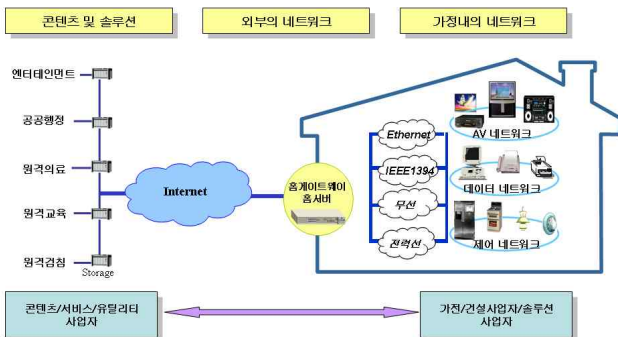 콘텐츠 및 솔루션
외부의 네트워크
가정내의 네트워크
엔터테인먼트
공공행정
원격의료
원격교육
원격검침
Storage
Internet
홈게이트웨이
홈서버
Ethernet
IEEE1394
무선
전력선
AV 네트워크
데이터 네트워크
제어 네트워크
콘텐츠/서비스/유틸리티
사업자
가전/건설사업자/솔루션
사업자